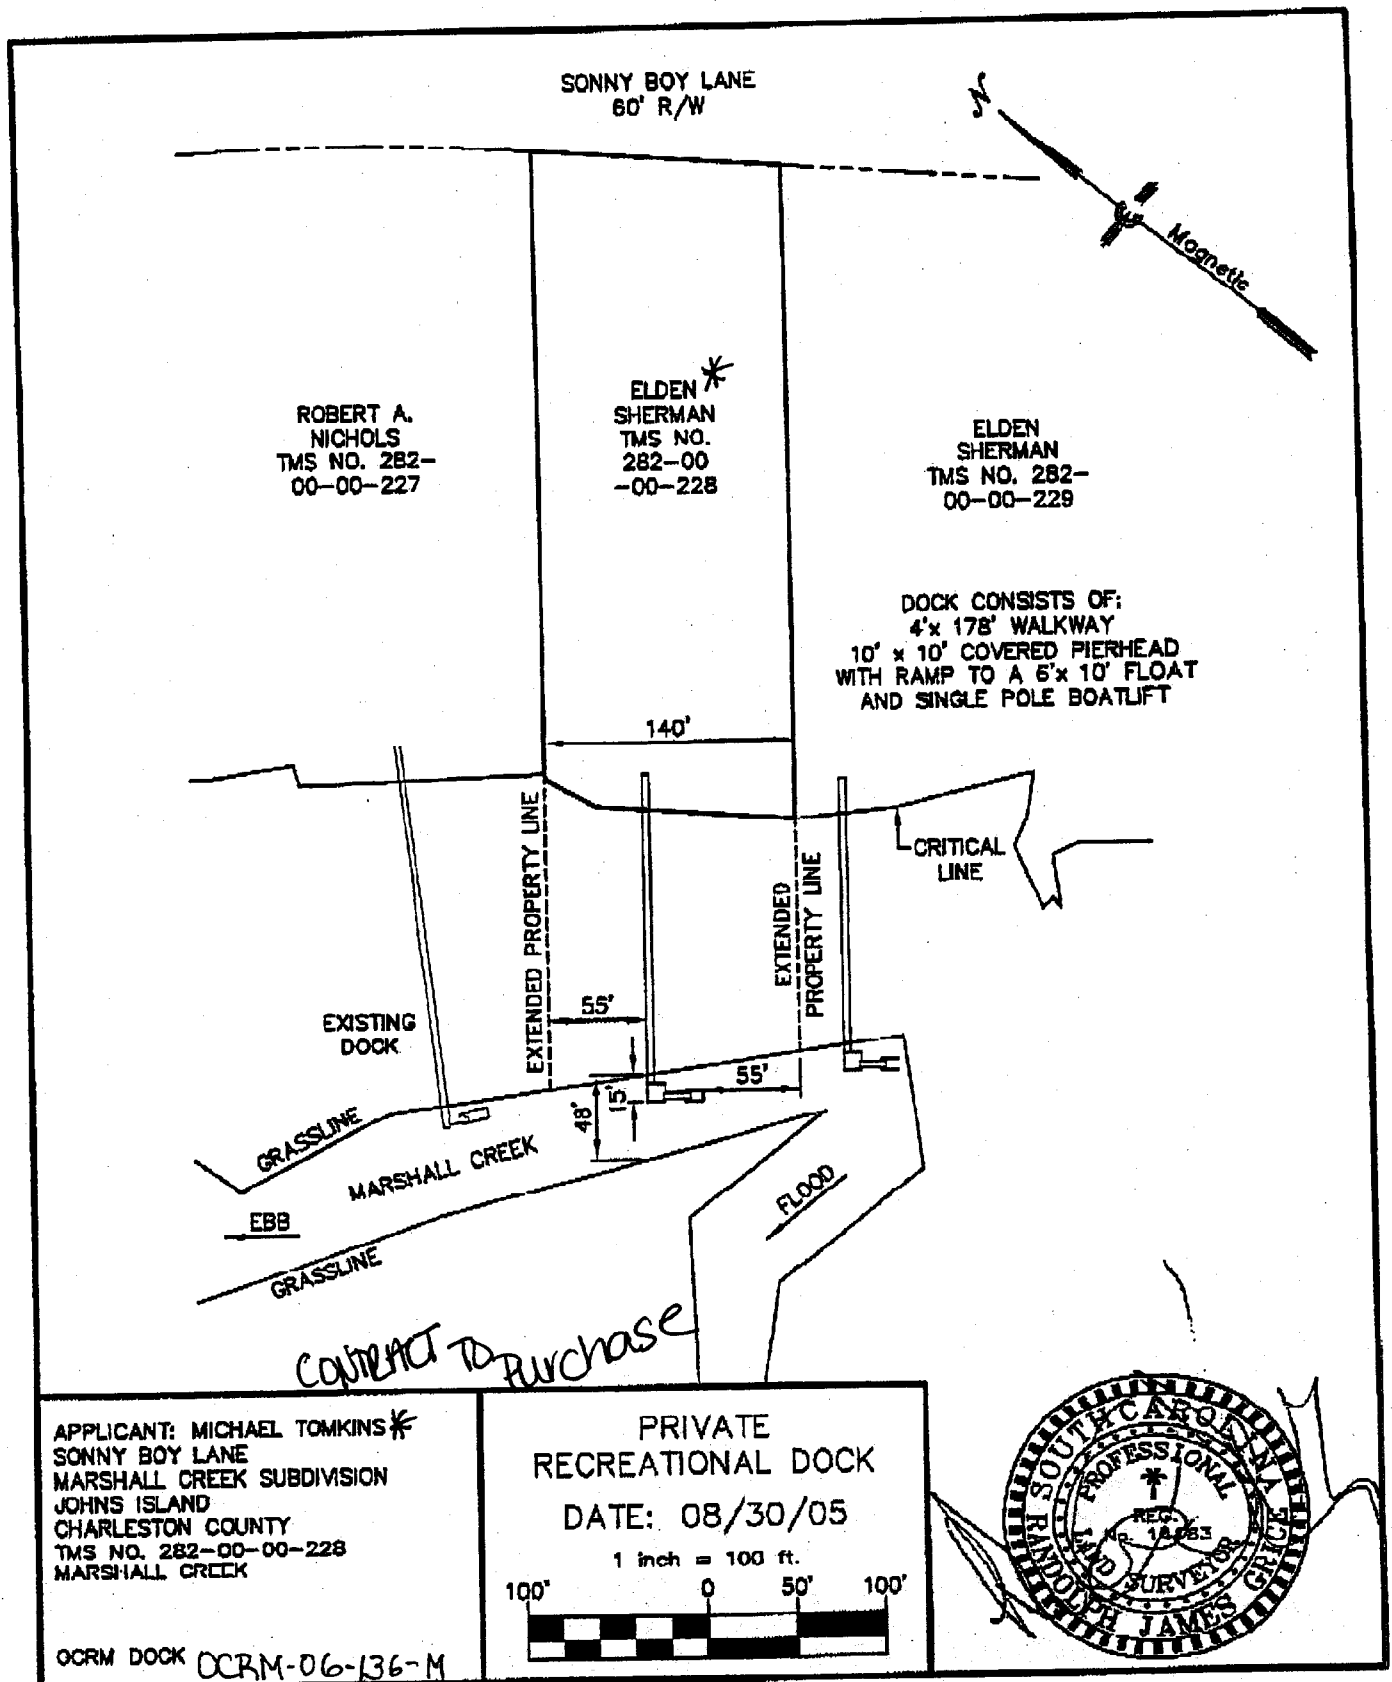 SONNY BOY LANE
60' R/W
N
Magnetic
ROBERT A.
NICHOLS
TMS NO. 282-
00-00-227
ELDEN *
SHERMAN
TMS NO.
282-00
-00-228
ELDEN
SHERMAN
TMS NO. 282-
00-00-229
DOCK CONSISTS OF:
4'x 178' WALKWAY
10' x 10' COVERED PIERHEAD
WITH RAMP TO A 6'x 10' FLOAT
AND SINGLE POLE BOATLIFT
140'
EXTENDED PROPERTY LINE
EXTENDED
PROPERTY LINE
CRITICAL
LINE
EXISTING
DOCK
55'
55'
15'
48'
GRASSLINE
MARSHALL CREEK
EBB
FLOOD
GRASSLINE
CONTRACT TO Purchase
APPLICANT: MICHAEL TOMKINS *
SONNY BOY LANE
MARSHALL CREEK SUBDIVISION
JOHNS ISLAND
CHARLESTON COUNTY
TMS NO. 282-00-00-228
MARSHALL CREEK
OCRM DOCK OCRM-06-136-M
PRIVATE
RECREATIONAL DOCK
DATE: 08/30/05
1 inch = 100 ft.
100' 0 50' 100'
SOUTH CAROLINA
PROFESSIONAL
REG.
No.
LAND SURVEYOR
RANDOLPH JAMES GRICE